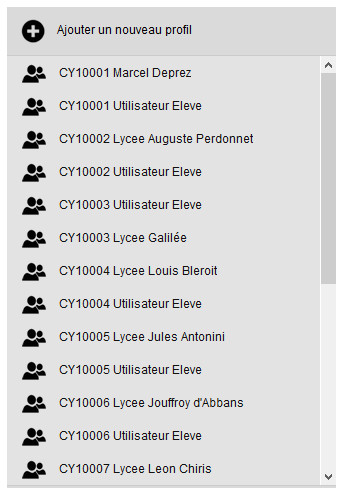 Ajouter un nouveau profil
CY10001 Marcel Deprez
CY10001 Utilisateur Eleve
CY10002 Lycee Auguste Perdonnet
CY10002 Utilisateur Eleve
CY10003 Utilisateur Eleve
CY10003 Lycee Galilée
CY10004 Lycee Louis Bleroit
CY10004 Utilisateur Eleve
CY10005 Lycee Jules Antonini
CY10005 Utilisateur Eleve
CY10006 Lycee Jouffroy d'Abbans
CY10006 Utilisateur Eleve
CY10007 Lycee Leon Chiris